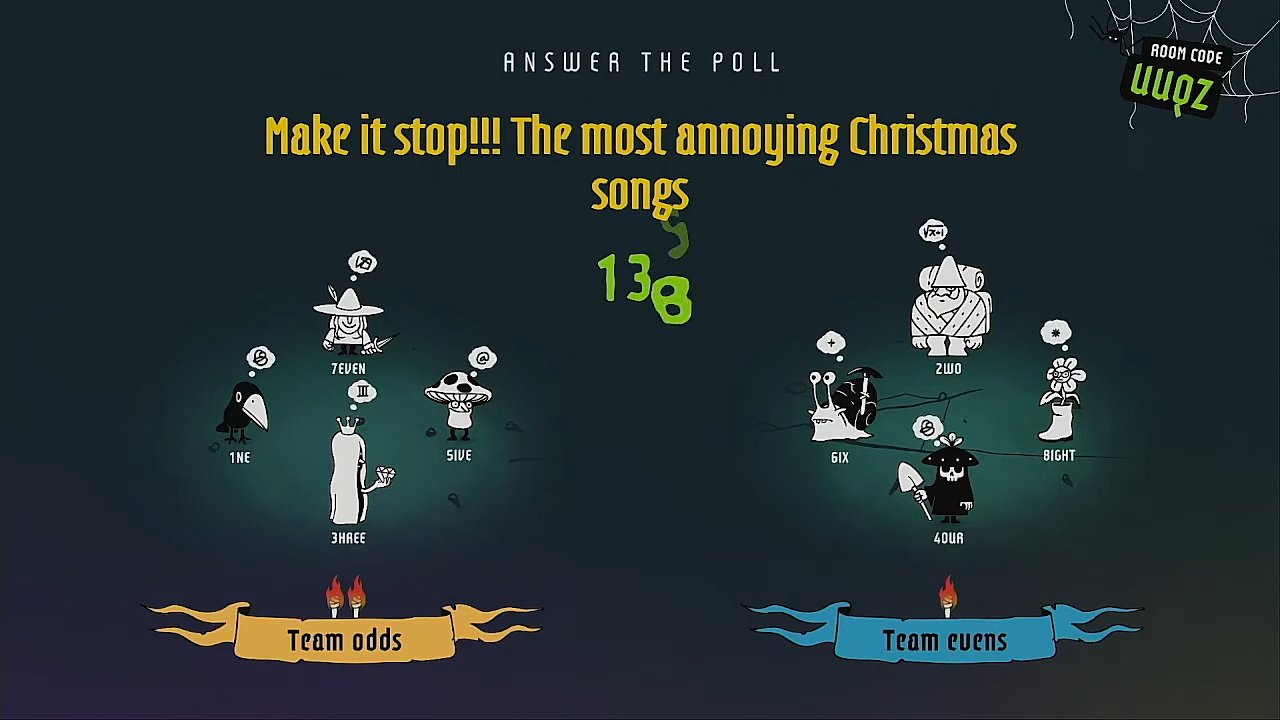 ANSWER THE POLL
ROOM CODE
UUQZ
Make it stop!!! The most annoying Christmas
songs
13
7EVEN
2WO
1NE
5IVE
6IX
8IGHT
3HREE
4OUR
Team odds
Team evens